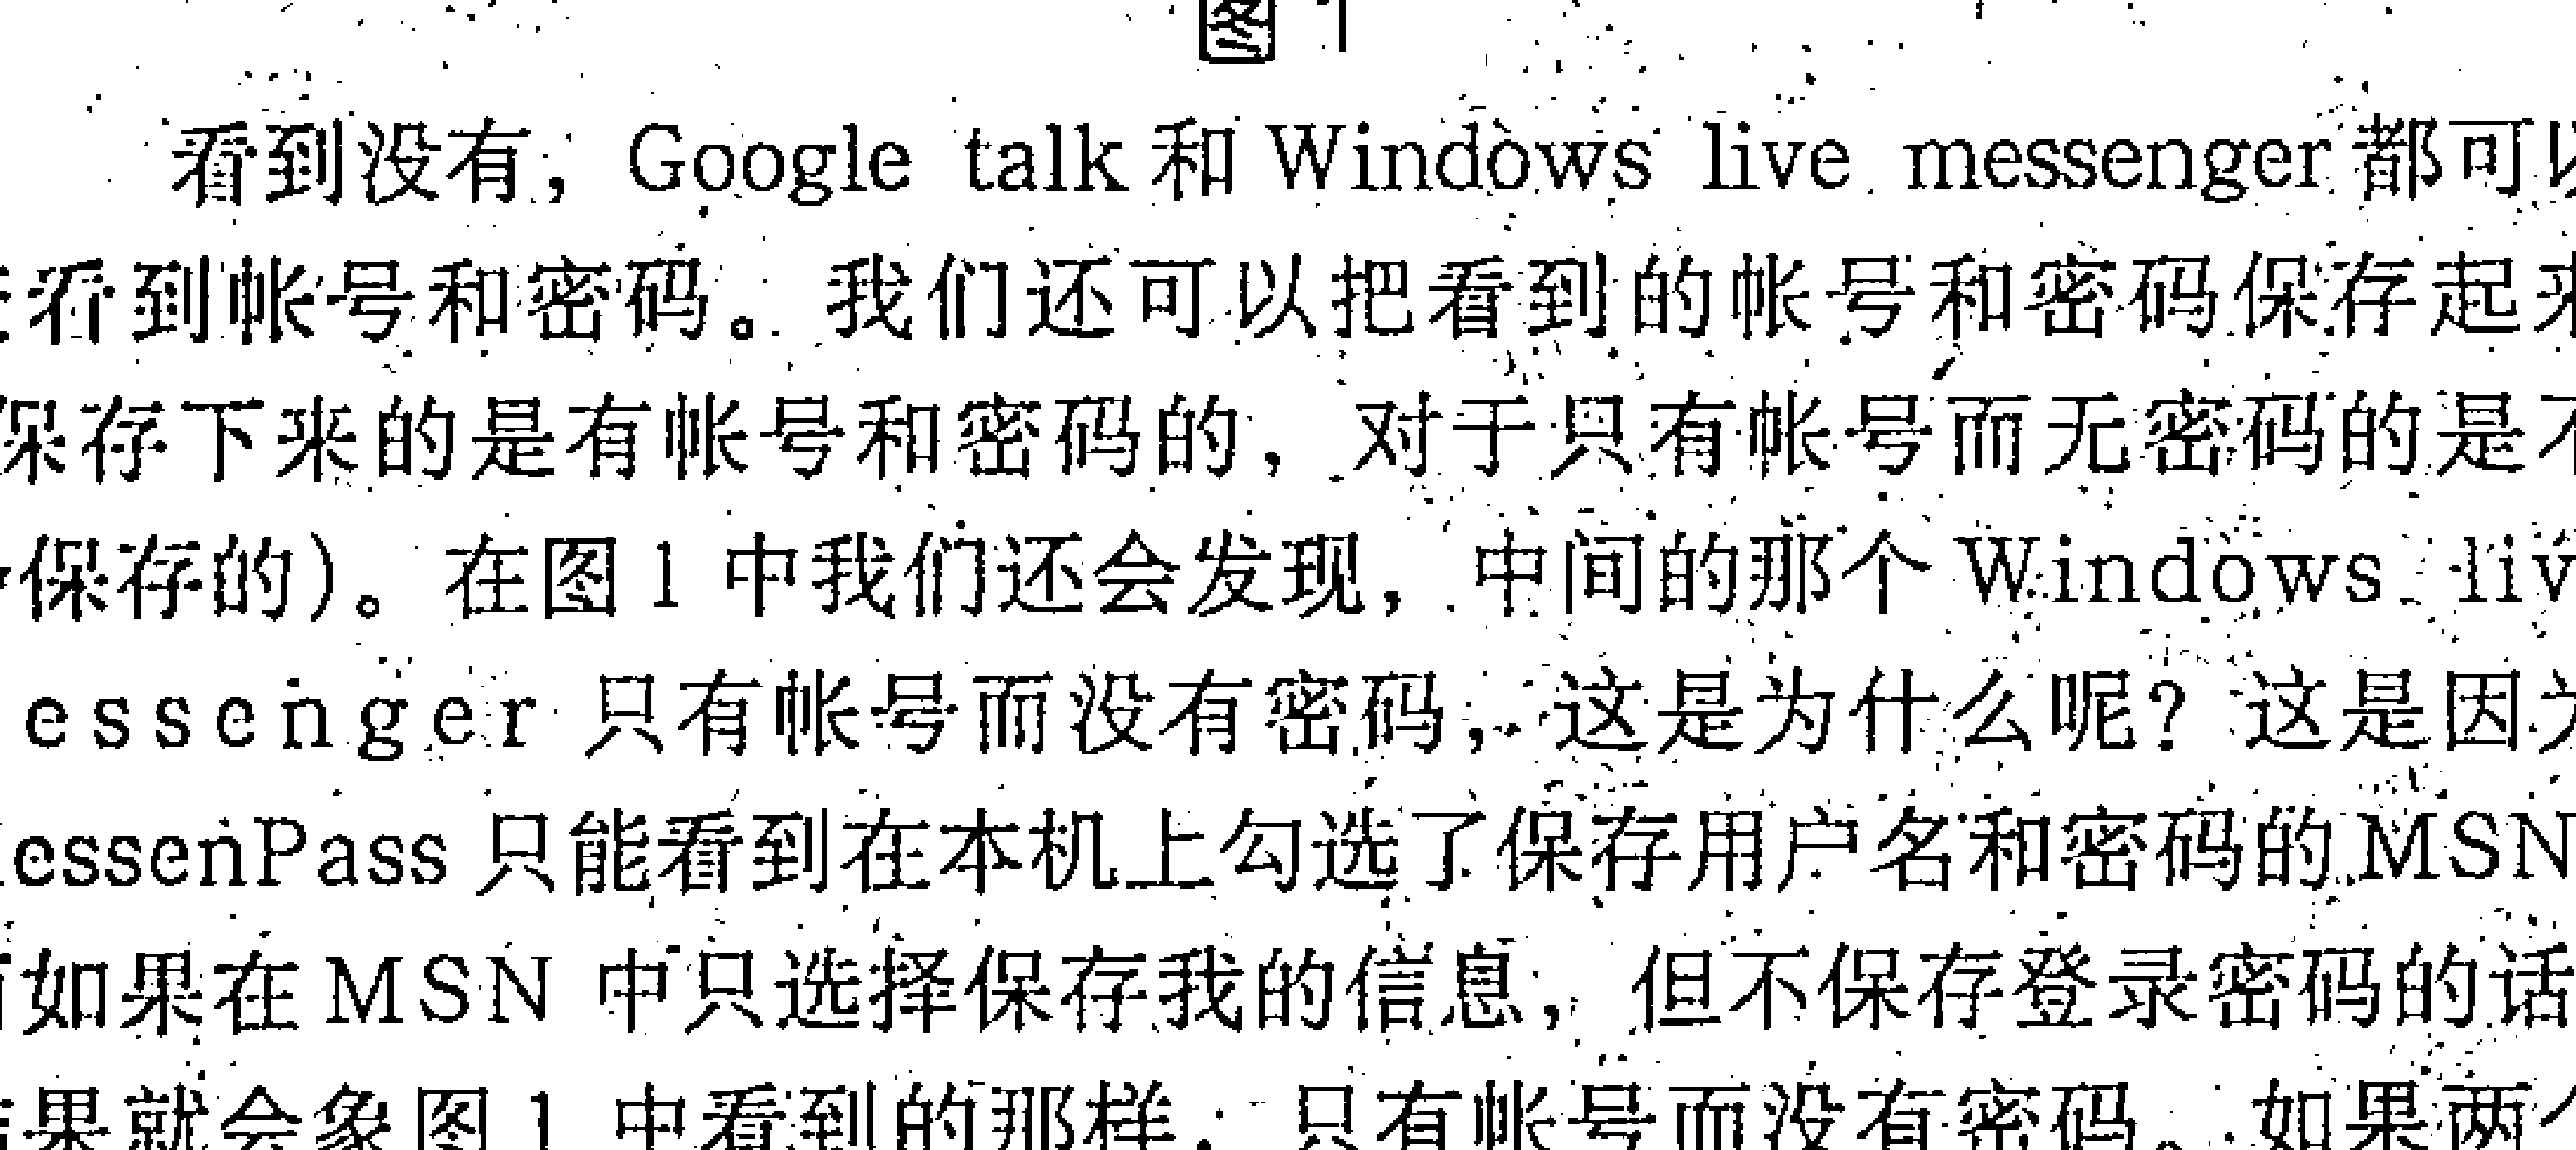 图 1
看到没有，Google talk 和 Windows live messenger 都可以
看到帐号和密码。我们还可以把看到的帐号和密码保存起来
保存下来的是有帐号和密码的，对于只有帐号而无密码的是不
保存的)。在图 1 中我们还会发现，中间的那个 Windows liv
essenger 只有帐号而没有密码，这是为什么呢？这是因为
essenPass 只能看到在本机上勾选了保存用户名和密码的 MSN
如果在 MSN 中只选择保存我的信息，但不保存登录密码的话
果就会象图 1 中看到的那样：只有帐号而没有密码。如果两个